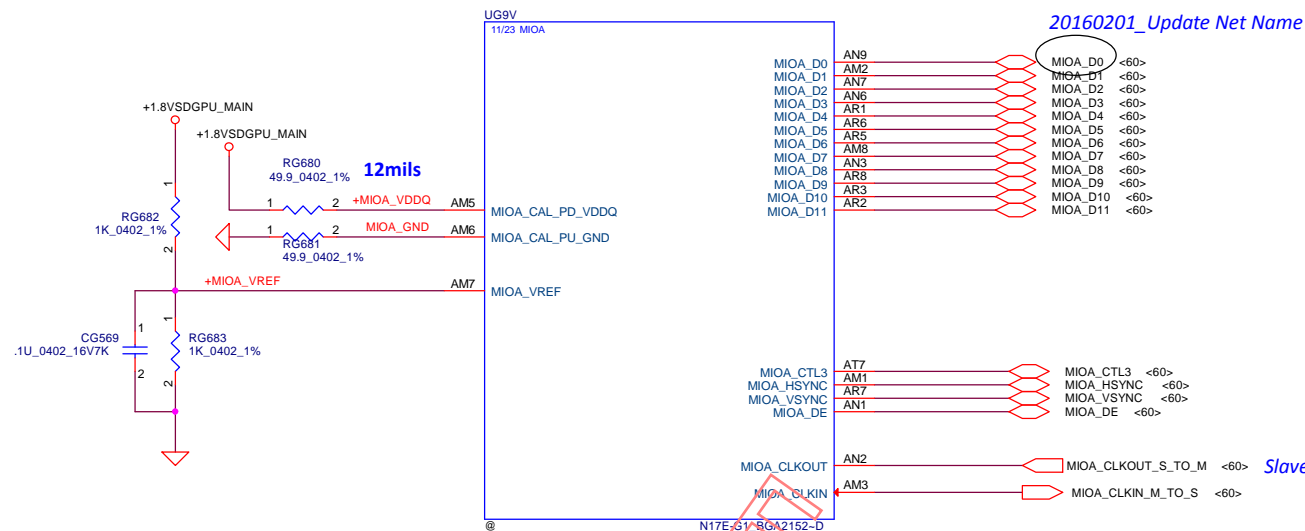 UG9V
20160201_Update Net Name
11/23 MIOA
MIOA_D0 AN9 MIOA_D0 <60>
MIOA_D1 AM2 MIOA_D1 <60>
MIOA_D2 AN7 MIOA_D2 <60>
MIOA_D3 AN6 MIOA_D3 <60>
MIOA_D4 AR1 MIOA_D4 <60>
MIOA_D5 AR6 MIOA_D5 <60>
MIOA_D6 AR5 MIOA_D6 <60>
MIOA_D7 AM8 MIOA_D7 <60>
MIOA_D8 AN3 MIOA_D8 <60>
MIOA_D9 AR8 MIOA_D9 <60>
MIOA_D10 AR3 MIOA_D10 <60>
MIOA_D11 AR2 MIOA_D11 <60>
+1.8VSDGPU_MAIN
+1.8VSDGPU_MAIN
RG680
49.9_0402_1%
12mils
1 2 +MIOA_VDDQ AM5 MIOA_CAL_PD_VDDQ
1 2 MIOA_GND AM6 MIOA_CAL_PU_GND
RG681
49.9_0402_1%
1
RG682
1K_0402_1%
2
+MIOA_VREF AM7 MIOA_VREF
1
CG569
.1U_0402_16V7K
2
1
RG683
1K_0402_1%
2
MIOA_CTL3 AT7 MIOA_CTL3 <60>
MIOA_HSYNC AM1 MIOA_HSYNC <60>
MIOA_VSYNC AR7 MIOA_VSYNC <60>
MIOA_DE AN1 MIOA_DE <60>
MIOA_CLKOUT AN2 MIOA_CLKOUT_S_TO_M <60> Slave
MIOA_CLKIN AM3 MIOA_CLKIN_M_TO_S <60>
@ N17E-G1_BGA2152~D